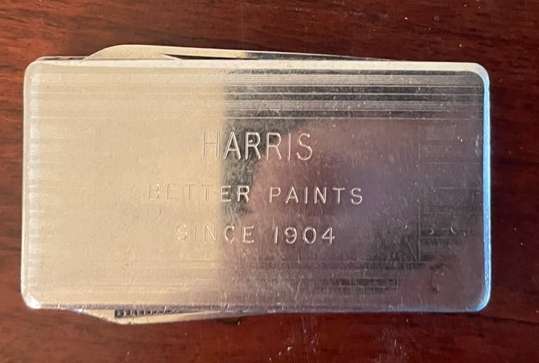 HARRIS
BETTER PAINTS
SINCE 1904